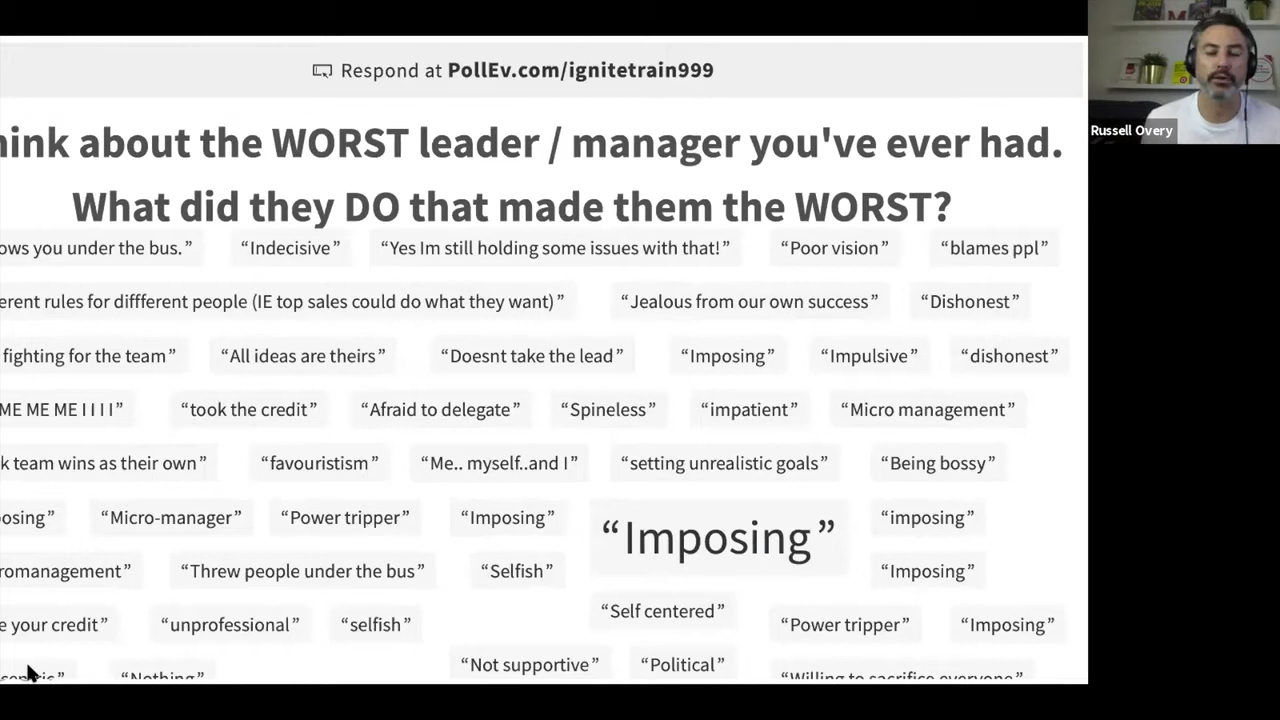 Respond at PollEv.com/ignitetrain999
Russell Overy
hink about the WORST leader / manager you've ever had.
What did they DO that made them the WORST?
ows you under the bus.” “Indecisive” “Yes Im still holding some issues with that!” “Poor vision” “blames ppl”
erent rules for diffferent people (IE top sales could do what they want)” “Jealous from our own success” “Dishonest”
fighting for the team” “All ideas are theirs” “Doesnt take the lead” “Imposing” “Impulsive” “dishonest”
ME ME ME I I I I” “took the credit” “Afraid to delegate” “Spineless” “impatient” “Micro management”
k team wins as their own” “favouristism” “Me.. myself..and I” “setting unrealistic goals” “Being bossy”
osing” “Micro-manager” “Power tripper” “Imposing” “Imposing” “imposing”
romanagement” “Threw people under the bus” “Selfish” “Imposing”
e your credit” “unprofessional” “selfish” “Self centered” “Power tripper” “Imposing”
“Nothing” “Not supportive” “Political” “Willing to sacrifice everyone”